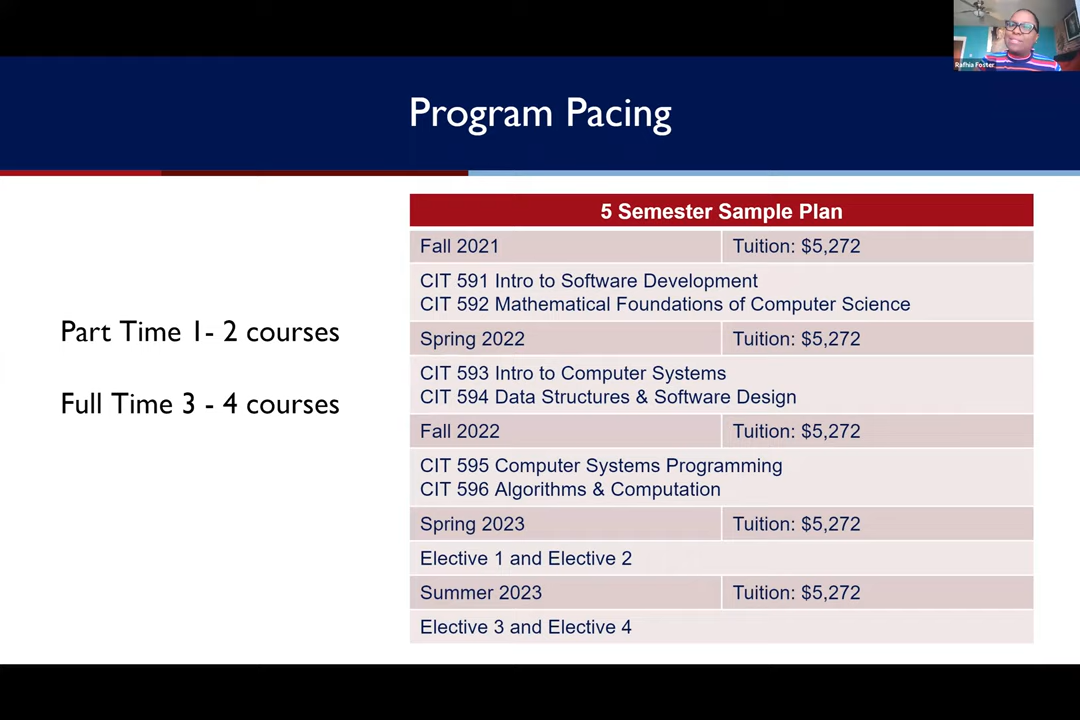 Rafhia Foster
Program Pacing
Part Time 1- 2 courses
Full Time 3 - 4 courses
5 Semester Sample Plan
Fall 2021 Tuition: $5,272
CIT 591 Intro to Software Development
CIT 592 Mathematical Foundations of Computer Science
Spring 2022 Tuition: $5,272
CIT 593 Intro to Computer Systems
CIT 594 Data Structures & Software Design
Fall 2022 Tuition: $5,272
CIT 595 Computer Systems Programming
CIT 596 Algorithms & Computation
Spring 2023 Tuition: $5,272
Elective 1 and Elective 2
Summer 2023 Tuition: $5,272
Elective 3 and Elective 4